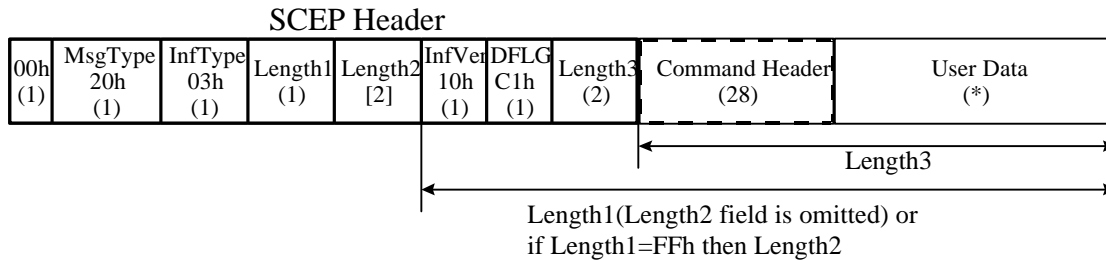 SCEP Header
00h (1) MsgType 20h (1) InfType 03h (1) Length1 (1) Length2 [2] InfVer 10h (1) DFLG C1h (1) Length3 (2) Command Header (28) User Data (*)
Length3
Length1(Length2 field is omitted) or
if Length1=FFh then Length2